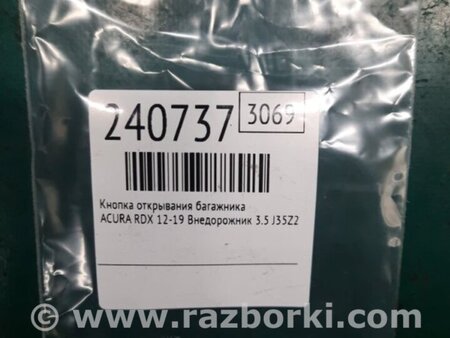 240737 3069
Кнопка открывания багажника
ACURA RDX 12-19 Внедорожник 3.5 J35Z2
www.razborki.com